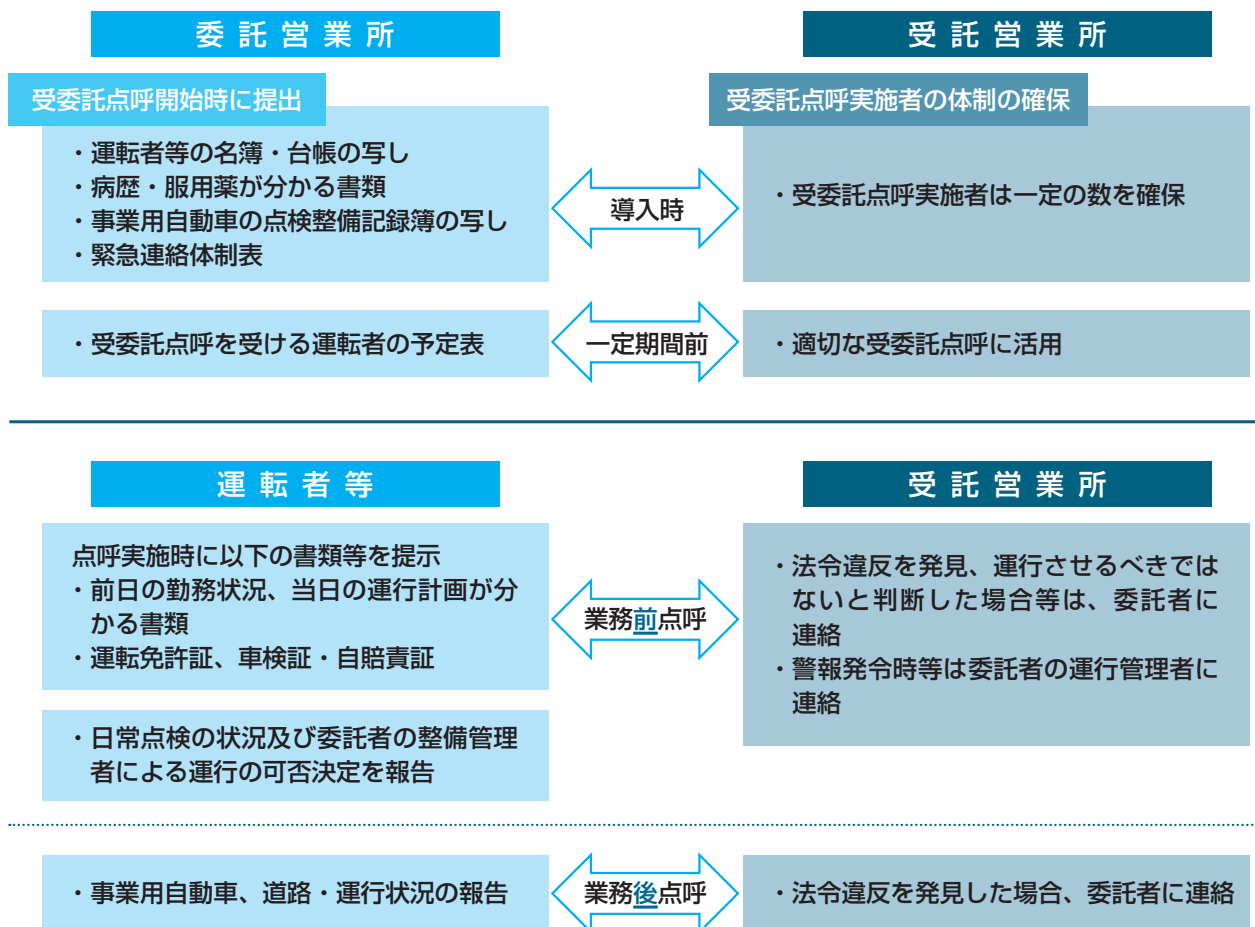 委託営業所
受託営業所
受委託点呼開始時に提出
・運転者等の名簿・台帳の写し
・病歴・服用薬が分かる書類
・事業用自動車の点検整備記録簿の写し
・緊急連絡体制表
導入時
受委託点呼実施者の体制の確保
・受委託点呼実施者は一定の数を確保
・受委託点呼を受ける運転者の予定表
一定期間前
・適切な受委託点呼に活用
運転者等
受託営業所
点呼実施時に以下の書類等を提示
・前日の勤務状況、当日の運行計画が分
かる書類
・運転免許証、車検証・自賠責証
・日常点検の状況及び委託者の整備管理
者による運行の可否決定を報告
業務前点呼
・法令違反を発見、運行させるべきでは
ないと判断した場合等は、委託者に
連絡
・警報発令時等は委託者の運行管理者に
連絡
・事業用自動車、道路・運行状況の報告
業務後点呼
・法令違反を発見した場合、委託者に連絡